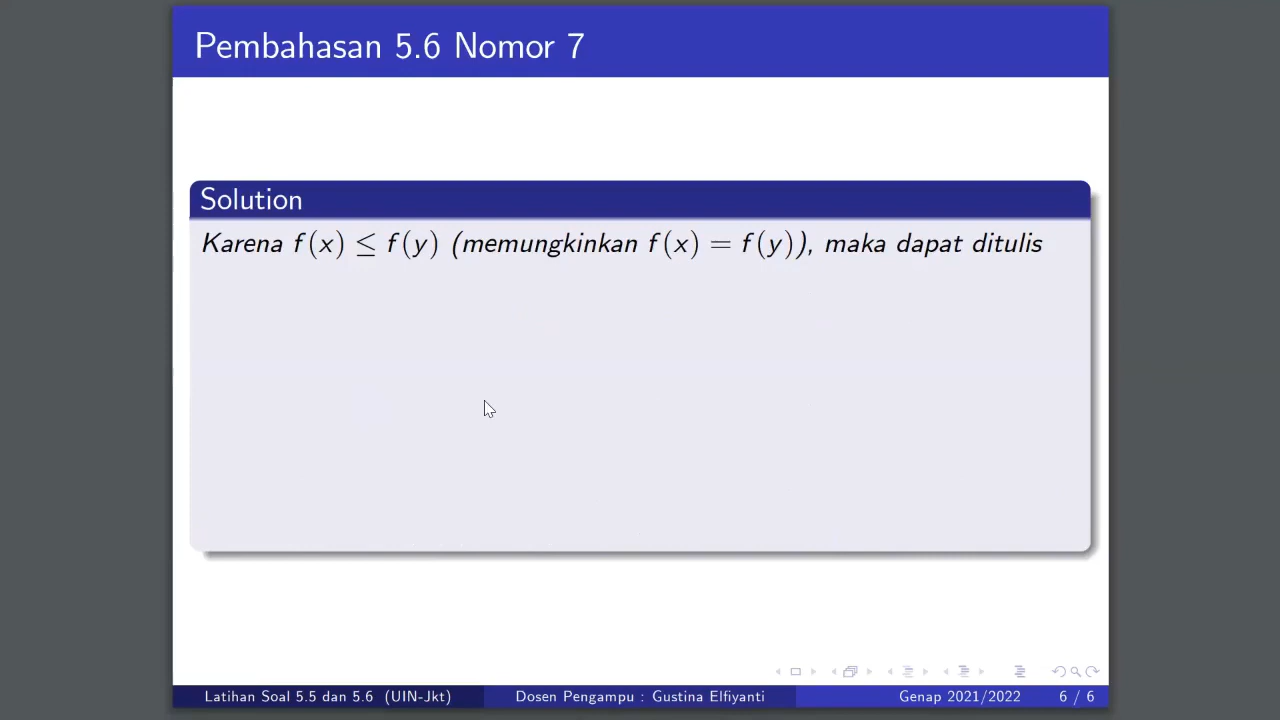 Pembahasan 5.6 Nomor 7
Solution
Karena f(x) ≤ f(y) (memungkinkan f(x) = f(y)), maka dapat ditulis
Latihan Soal 5.5 dan 5.6 (UIN-Jkt) Dosen Pengampu : Gustina Elfiyanti Genap 2021/2022 6 / 6